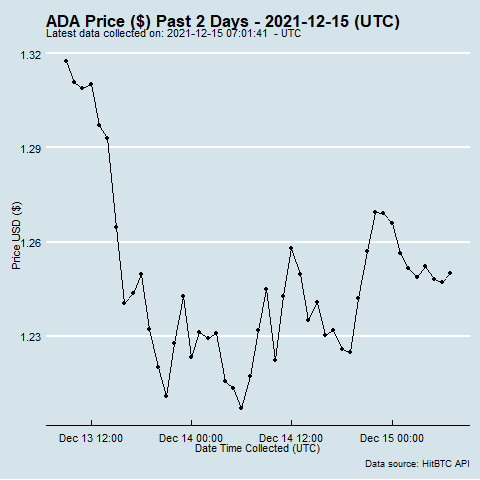 ADA Price ($) Past 2 Days - 2021-12-15 (UTC)
Latest data collected on: 2021-12-15 07:01:41 - UTC
1.32
1.29
1.26
1.23
Price USD ($)
Dec 13 12:00 Dec 14 00:00 Dec 14 12:00 Dec 15 00:00
Date Time Collected (UTC)
Data source: HitBTC API